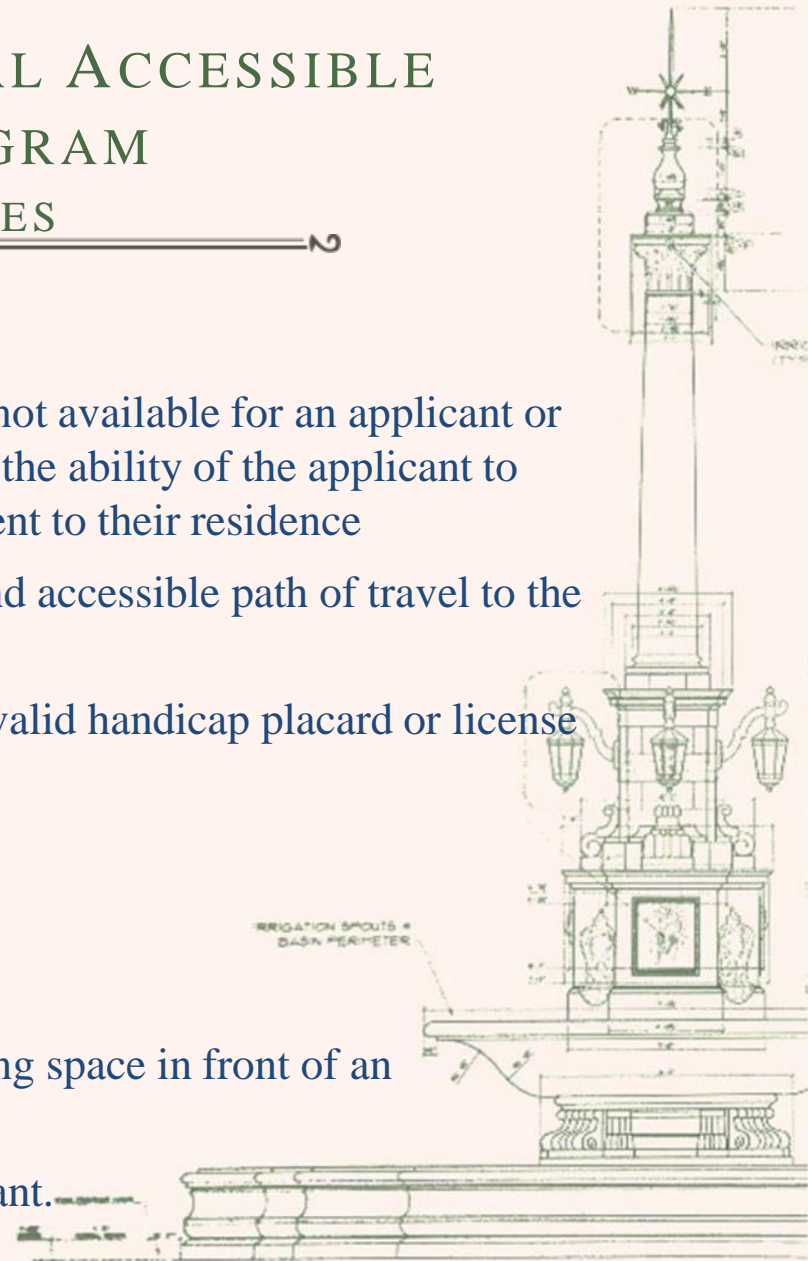 L ACCESSIBLE
GRAM
ES
not available for an applicant or
the ability of the applicant to
ent to their residence
nd accessible path of travel to the
valid handicap placard or license
IRRIGATION SPOUTS @
BASIN PERIMETER
ng space in front of an
ant.